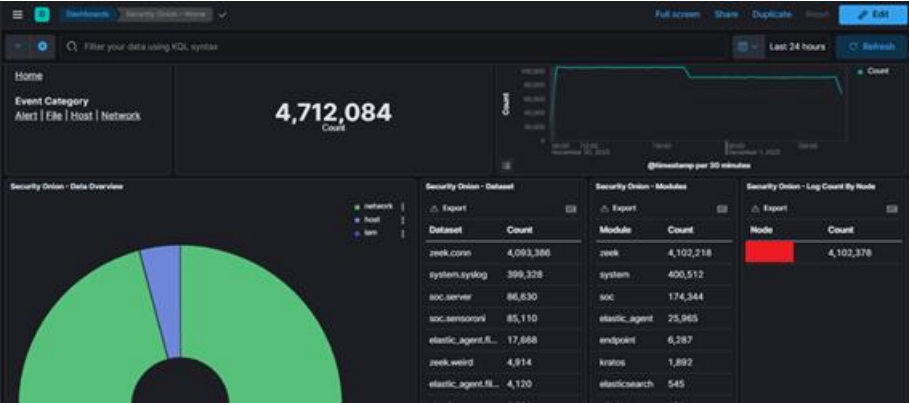 D Dashboards Security Onion - Home
Full screen Share Duplicate Reset Edit
Filter your data using KQL syntax
Last 24 hours Refresh
Home
Event Category
Alert | File | Host | Network
4,712,084
Count
Count
Count
@timestamp per 30 minutes
Security Onion - Data Overview
network
host
iam
Security Onion - Dataset
Export
Dataset Count
zeek.conn 4,093,386
system.syslog 399,328
soc.server 86,630
soc.sensoroni 85,110
elastic_agent.fi... 17,668
zeek.weird 4,914
elastic_agent.fil... 4,120
Security Onion - Modules
Export
Module Count
zeek 4,102,218
system 400,512
soc 174,344
elastic_agent 25,965
endpoint 6,287
kratos 1,892
elasticsearch 545
Security Onion - Log Count By Node
Export
Node Count
4,102,378